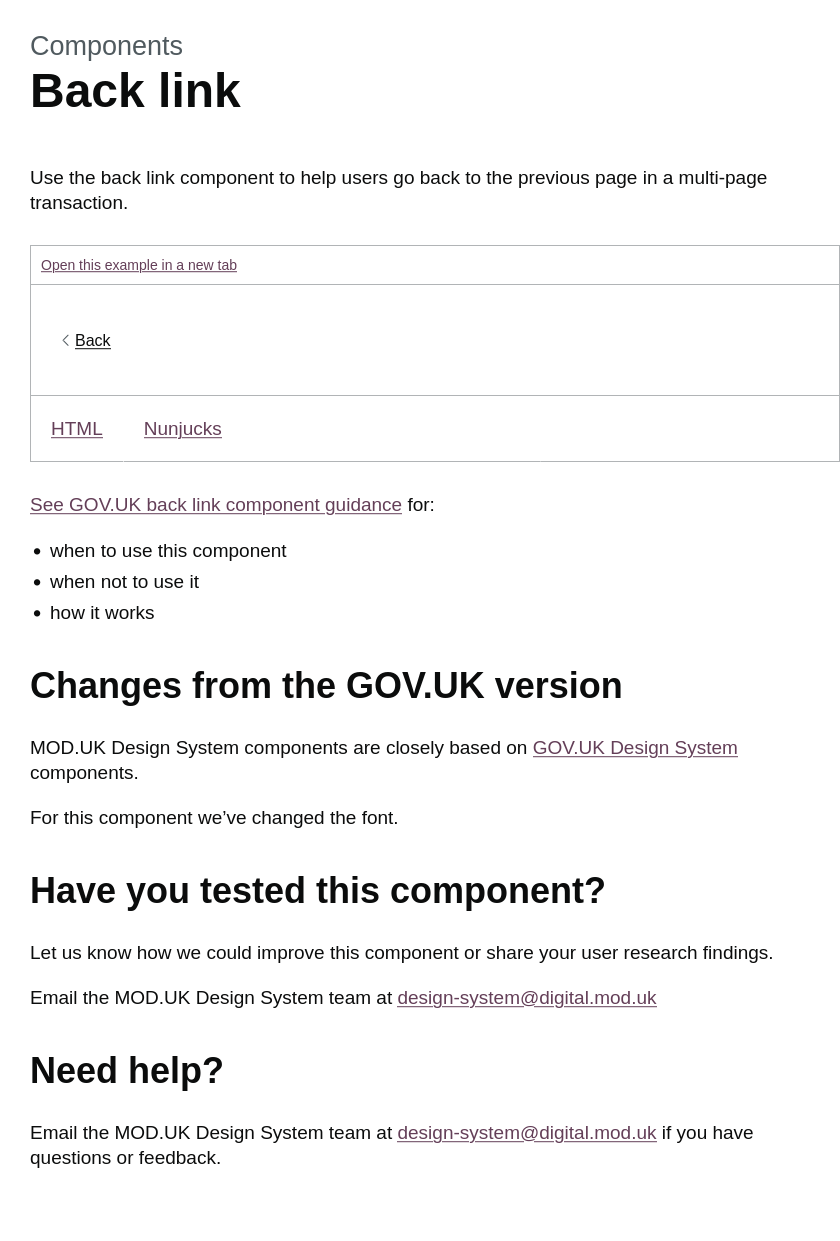 Components
Back link
Use the back link component to help users go back to the previous page in a multi-page
transaction.
Open this example in a new tab
Back
HTML Nunjucks
See GOV.UK back link component guidance for:
• when to use this component
• when not to use it
• how it works
Changes from the GOV.UK version
MOD.UK Design System components are closely based on GOV.UK Design System
components.
For this component we’ve changed the font.
Have you tested this component?
Let us know how we could improve this component or share your user research findings.
Email the MOD.UK Design System team at design-system@digital.mod.uk
Need help?
Email the MOD.UK Design System team at design-system@digital.mod.uk if you have
questions or feedback.